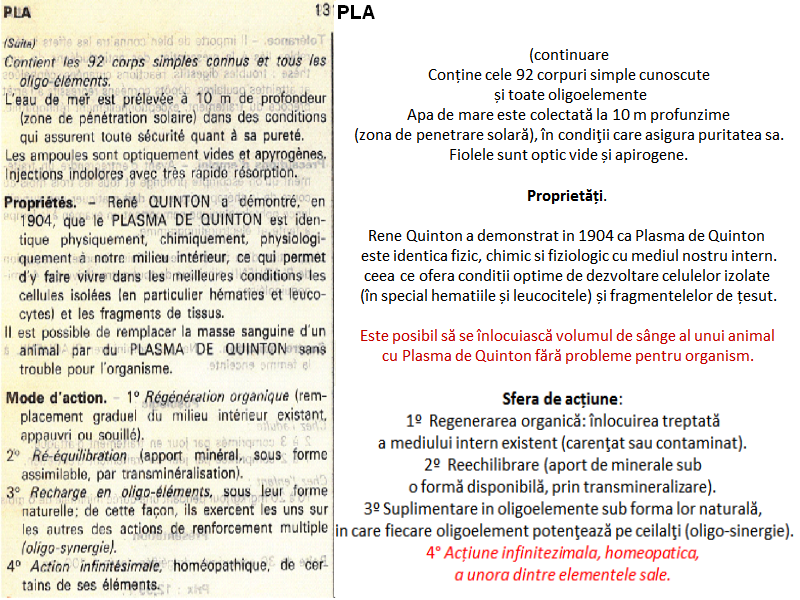 PLA
13
(Suite)
Contient les 92 corps simples connus et tous les
oligo-éléments.
L'eau de mer est prélevée à 10 m de profondeur
(zone de pénétration solaire) dans des conditions
qui assurent toute sécurité quant à sa pureté.
Les ampoules sont optiquement vides et apyrogènes.
Injections indolores avec très rapide résorption.
Propriétés. – René QUINTON a démontré, en
1904, que le PLASMA DE QUINTON est iden-
tique physiquement, chimiquement, physiologi-
quement à notre milieu intérieur, ce qui permet
d'y faire vivre dans les meilleures conditions les
cellules isolées (en particulier hématies et leuco-
cytes) et les fragments de tissus.
Il est possible de remplacer la masse sanguine d'un
animal par du PLASMA DE QUINTON sans
trouble pour l'organisme.
Mode d'action. – 1º Régénération organique (rem-
placement graduel du milieu intérieur existant,
appauvri ou souillé).
2º Ré-équilibration (apport minéral, sous forme
assimilable, par transminéralisation).
3º Recharge en oligo-éléments, sous leur forme
naturelle; de cette façon, ils exercent les uns sur
les autres des actions de renforcement multiple
(oligo-synergie).
4º Action infinitésimale, homéopathique, de cer-
tains de ses éléments.
PLA
(continuare
Conține cele 92 corpuri simple cunoscute
și toate oligoelemente
Apa de mare este colectată la 10 m profunzime
(zona de penetrare solară), în condiții care asigura puritatea sa.
Fiolele sunt optic vide și apirogene.
Proprietăți.
Rene Quinton a demonstrat in 1904 ca Plasma de Quinton
este identica fizic, chimic si fiziologic cu mediul nostru intern.
ceea ce ofera conditii optime de dezvoltare celulelor izolate
(în special hematiile și leucocitele) și fragmentelelor de țesut.
Este posibil să se înlocuiască volumul de sânge al unui animal
cu Plasma de Quinton fără probleme pentru organism.
Sfera de acțiune:
1º Regenerarea organică: înlocuirea treptată
a mediului intern existent (carențat sau contaminat).
2º Reechilibrare (aport de minerale sub
o formă disponibilă, prin transmineralizare).
3º Suplimentare in oligoelemente sub forma lor naturală,
in care fiecare oligoelement potențează pe ceilalți (oligo-sinergie).
4° Acțiune infinitezimala, homeopatica,
a unora dintre elementele sale.